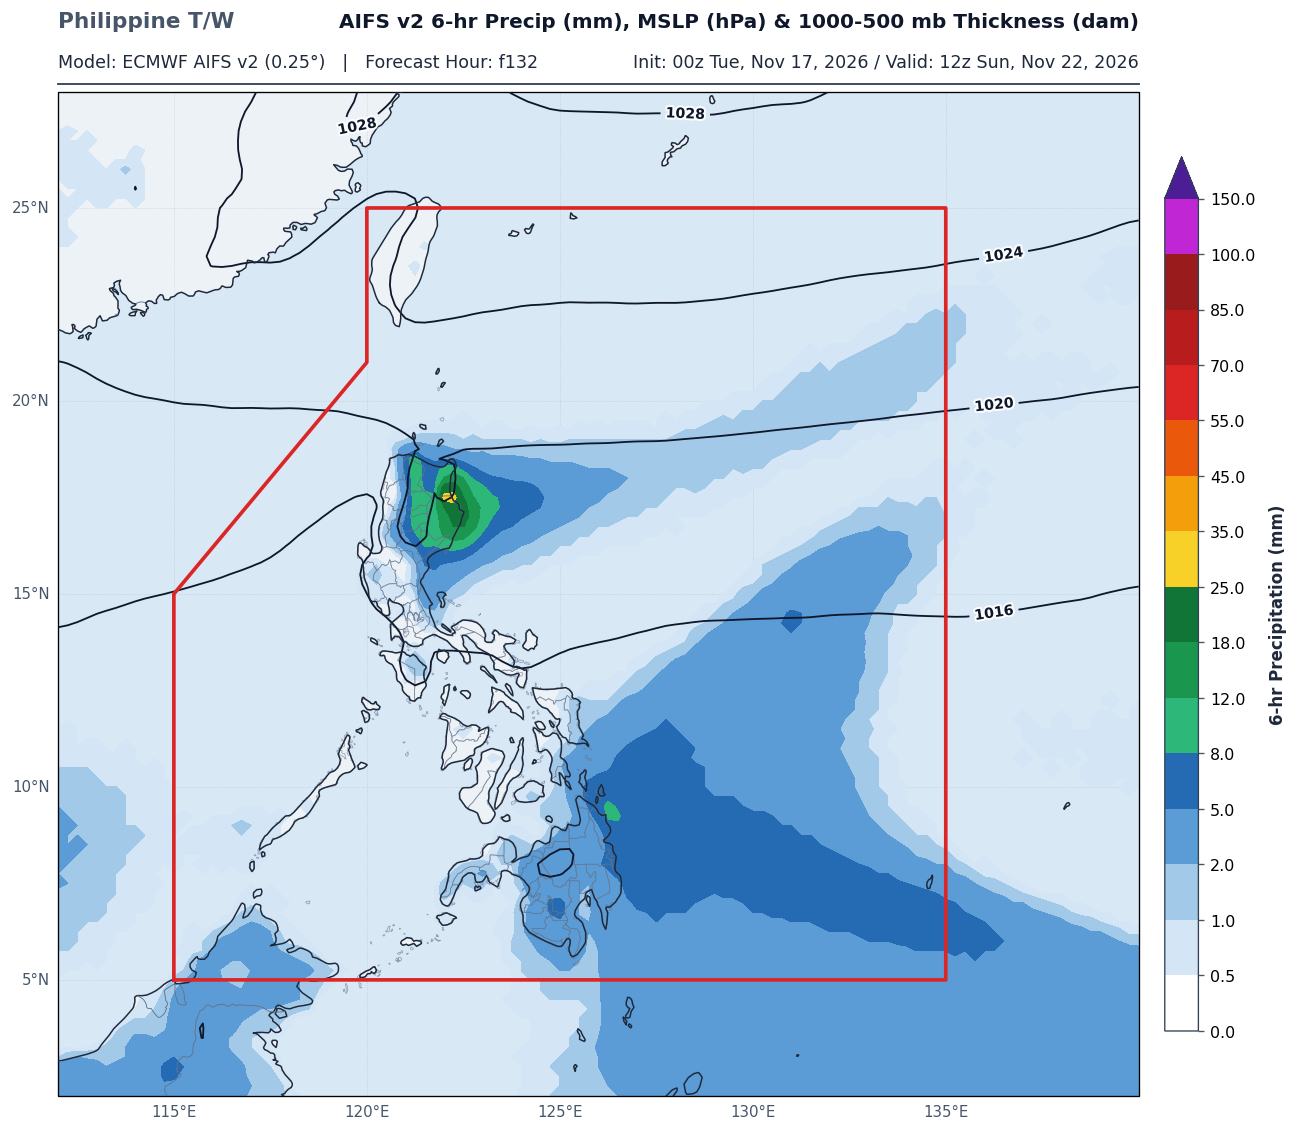 Philippine T/W
AIFS v2 6-hr Precip (mm), MSLP (hPa) & 1000-500 mb Thickness (dam)
Model: ECMWF AIFS v2 (0.25°)   |   Forecast Hour: f132
Init: 00z Tue, Nov 17, 2026 / Valid: 12z Sun, Nov 22, 2026
1028
1028
1024
1020
1016
25°N
20°N
15°N
10°N
5°N
115°E
120°E
125°E
130°E
135°E
150.0
100.0
85.0
70.0
55.0
45.0
35.0
25.0
18.0
12.0
8.0
5.0
2.0
1.0
0.5
0.0
6-hr Precipitation (mm)